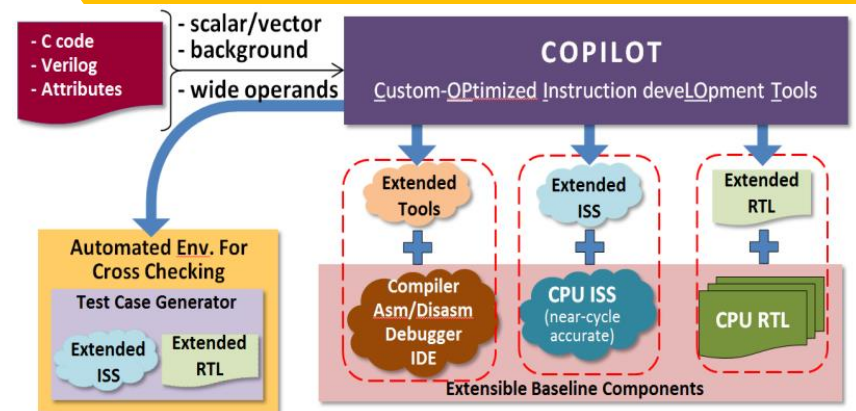 - C code
- Verilog
- Attributes
- scalar/vector
- background
- wide operands
COPILOT
Custom-OPtimized Instruction deveLOpment Tools
Extended
Tools
Extended
ISS
Extended
RTL
Automated Env. For
Cross Checking
Test Case Generator
Extended
ISS
Extended
RTL
Compiler
Asm/Disasm
Debugger
IDE
CPU ISS
(near-cycle
accurate)
CPU RTL
Extensible Baseline Components